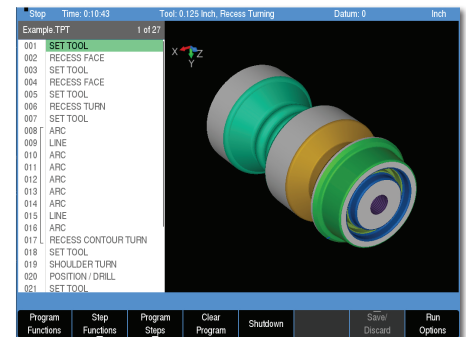 Stop Time: 0:10:43 Tool: 0.125 Inch, Recess Turning Datum: 0 Inch
Example.TPT 1 of 27
001 SET TOOL
002 RECESS FACE
003 SET TOOL
004 RECESS FACE
005 SET TOOL
006 RECESS TURN
007 SET TOOL
008 ARC
009 LINE
010 ARC
011 ARC
012 ARC
013 ARC
014 ARC
015 LINE
016 ARC
017 RECESS CONTOUR TURN
018 SET TOOL
019 SHOULDER TURN
020 POSITION / DRILL
021 SET TOOL
X Z
Y
Program Functions
Step Functions
Program Steps
Clear Program
Shutdown
Save/ Discard
Run Options